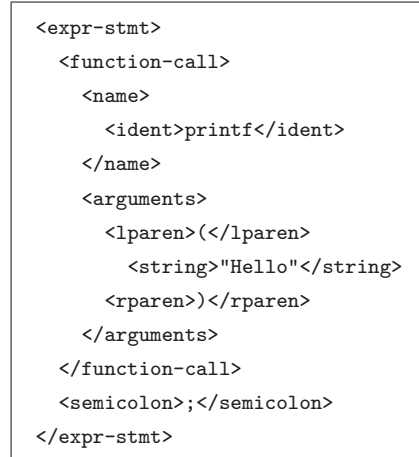 <expr-stmt>
  <function-call>
    <name>
      <ident>printf</ident>
    </name>
    <arguments>
      <lparen>(</lparen>
        <string>"Hello"</string>
      <rparen>)</rparen>
    </arguments>
  </function-call>
  <semicolon>;</semicolon>
</expr-stmt>